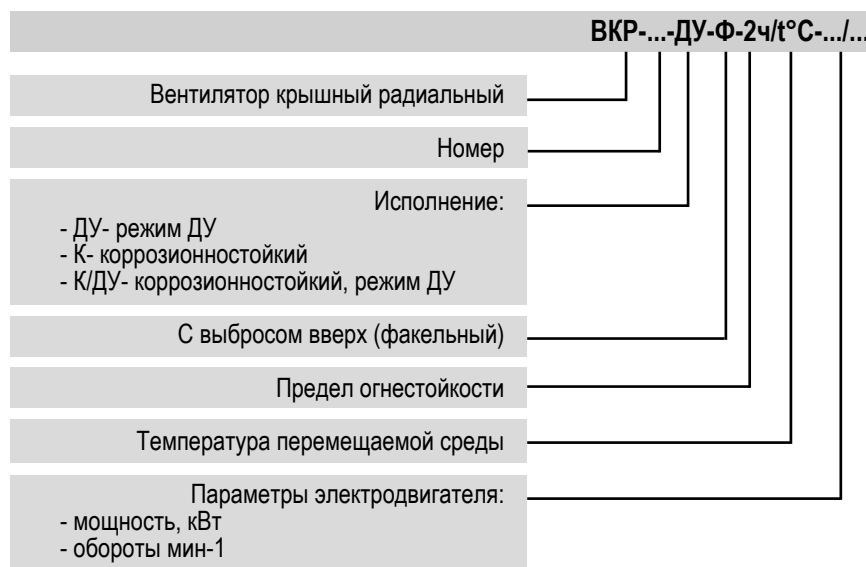 ВКР-...-ДУ-Ф-2ч/t°С-.../...
Вентилятор крышный радиальный
Номер
Исполнение:
- ДУ- режим ДУ
- К- коррозионностойкий
- К/ДУ- коррозионностойкий, режим ДУ
С выбросом вверх (факельный)
Предел огнестойкости
Температура перемещаемой среды
Параметры электродвигателя:
- мощность, кВт
- обороты мин-1